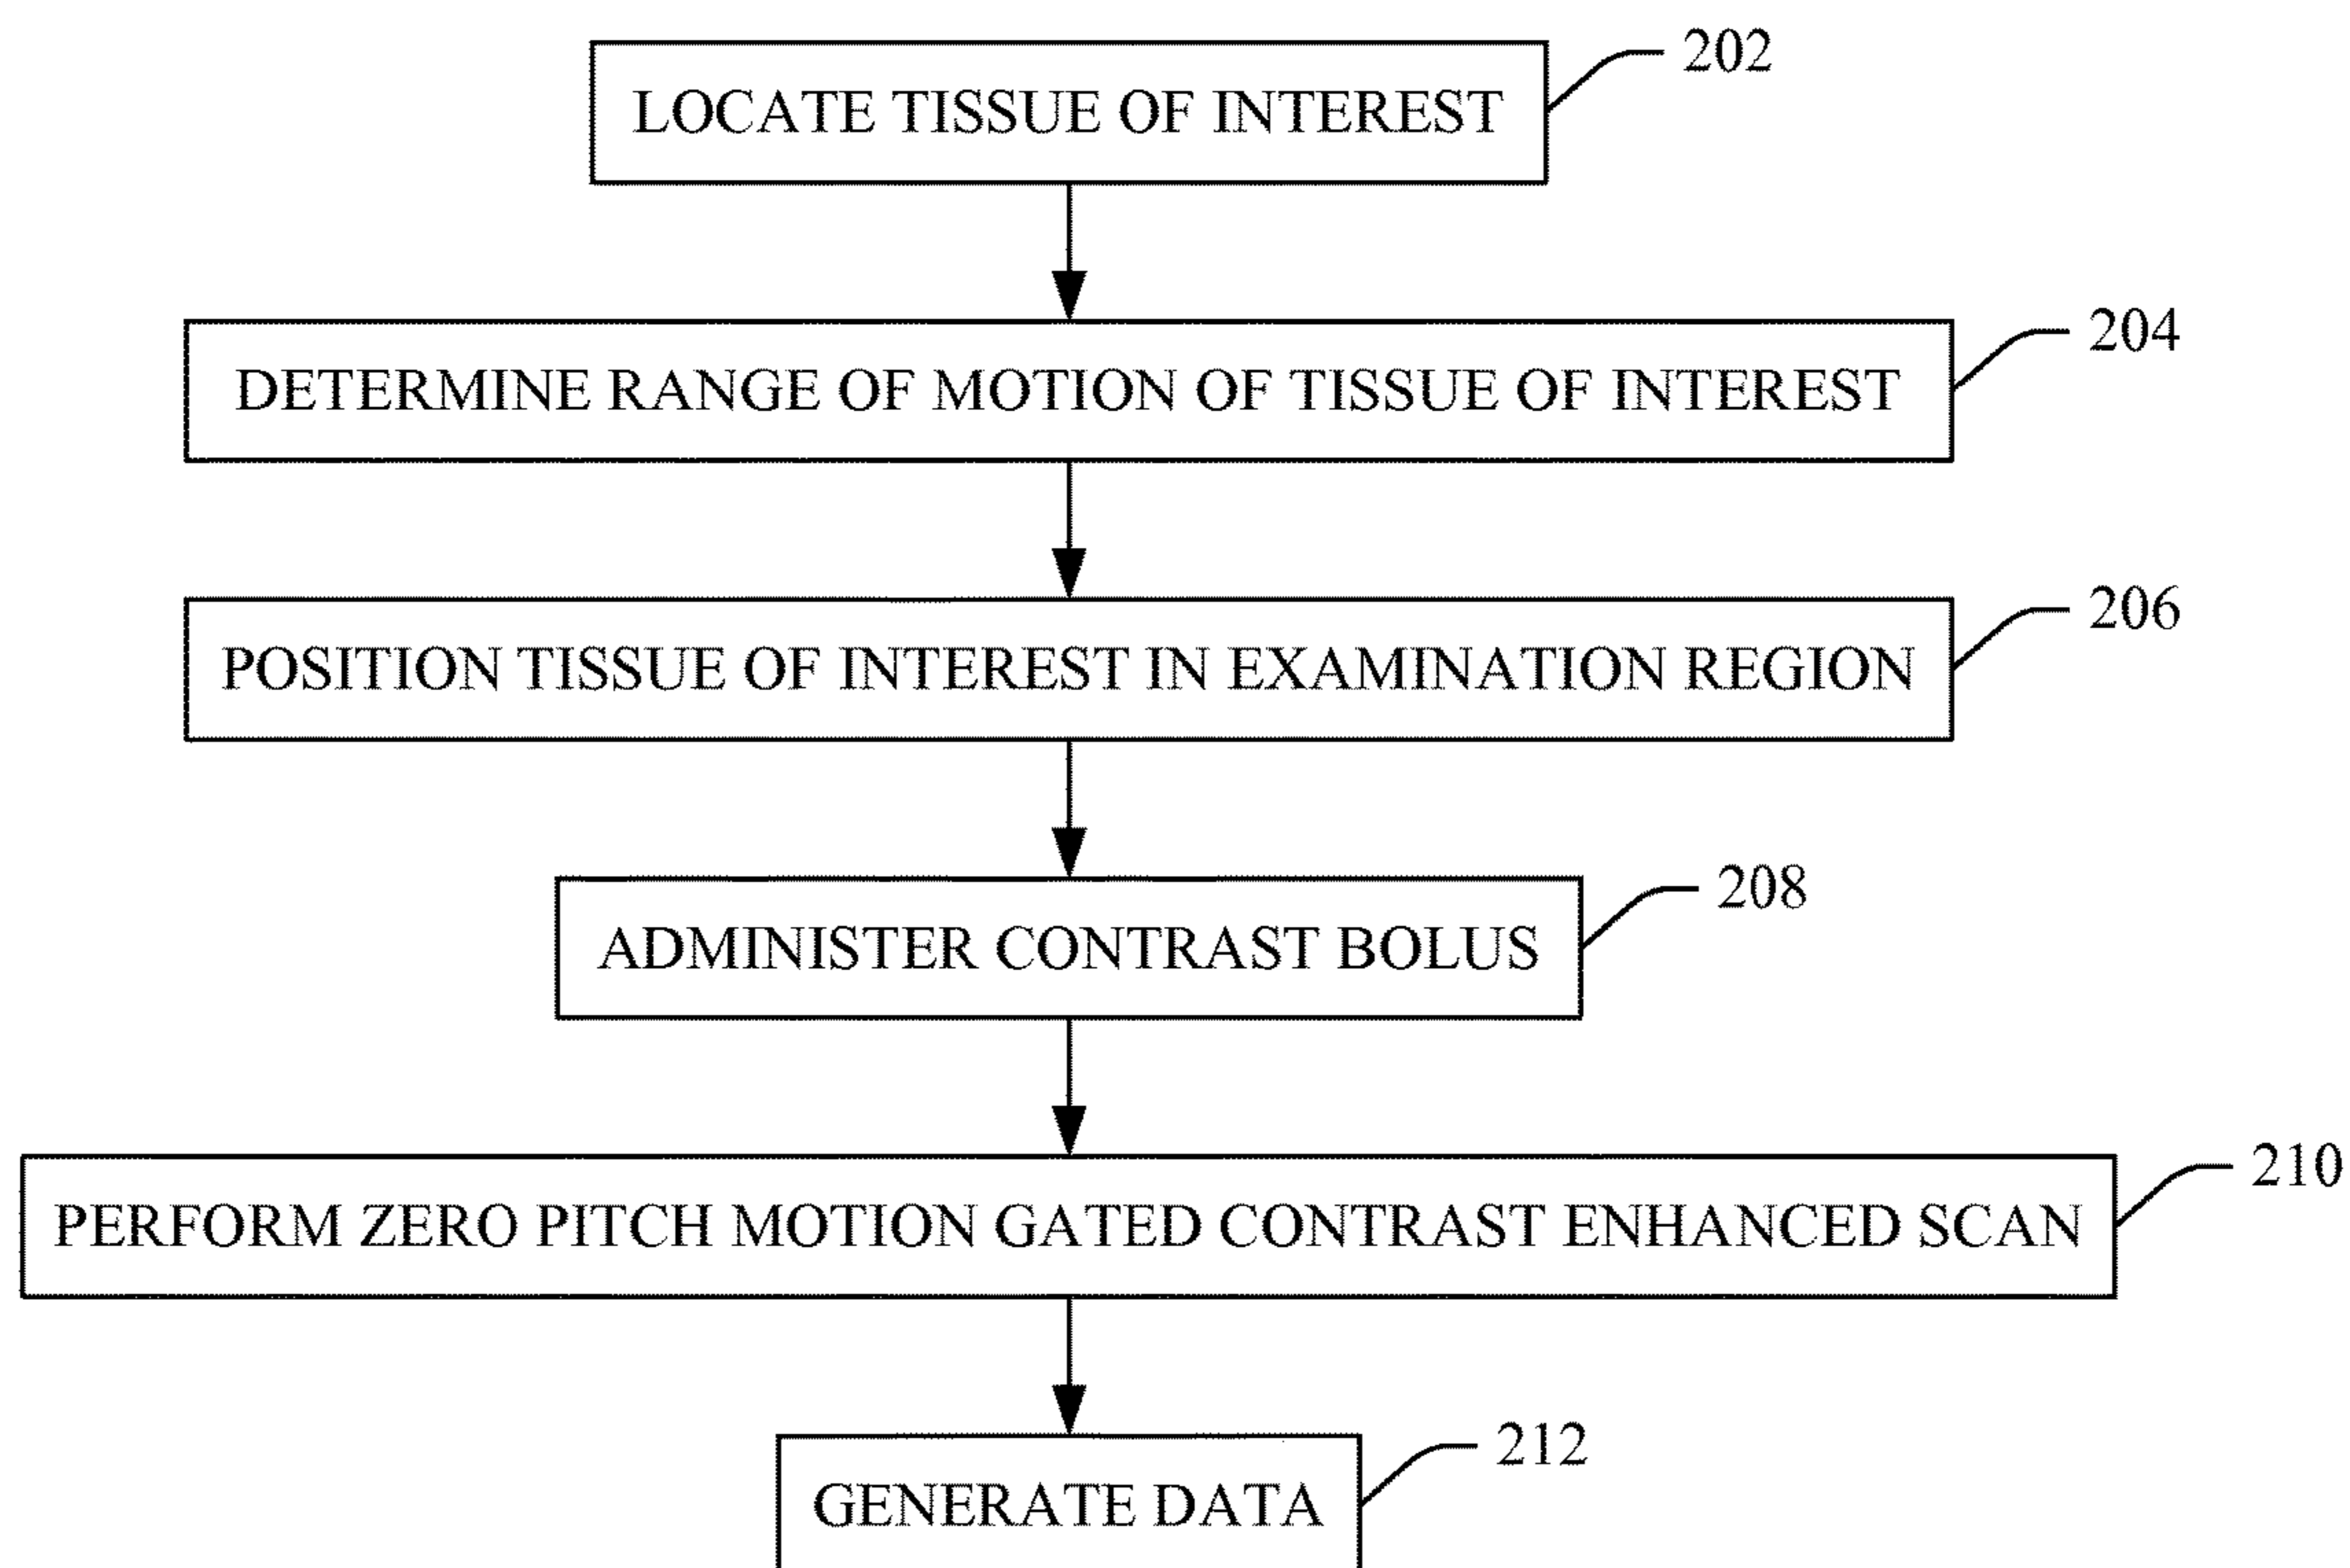 LOCATE TISSUE OF INTEREST 202
DETERMINE RANGE OF MOTION OF TISSUE OF INTEREST 204
POSITION TISSUE OF INTEREST IN EXAMINATION REGION 206
ADMINISTER CONTRAST BOLUS 208
PERFORM ZERO PITCH MOTION GATED CONTRAST ENHANCED SCAN 210
GENERATE DATA 212